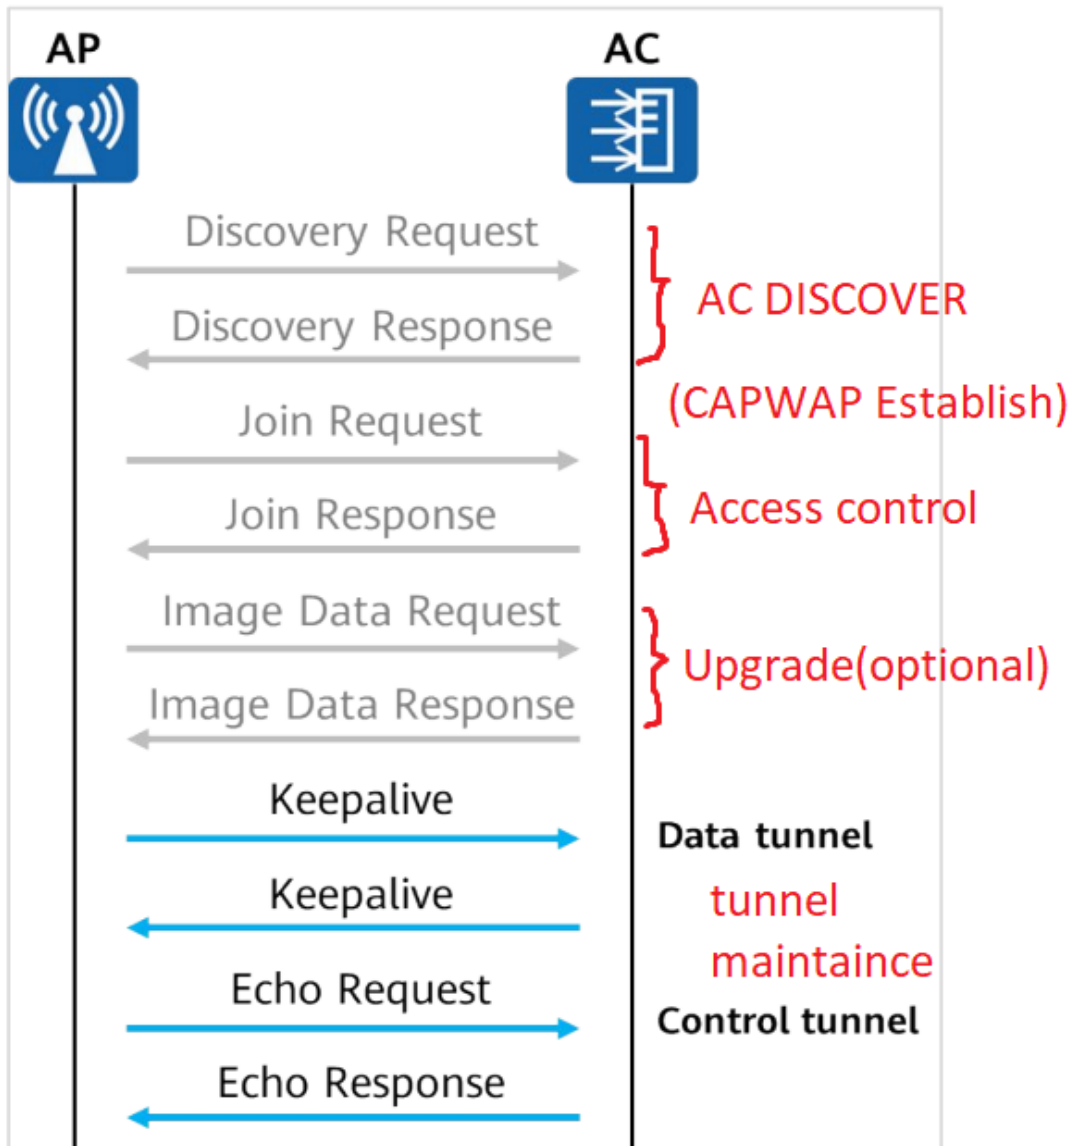 AP
AC
Discovery Request
Discovery Response
AC DISCOVER
(CAPWAP Establish)
Join Request
Join Response
Access control
Image Data Request
Image Data Response
Upgrade(optional)
Keepalive
Data tunnel
Keepalive
tunnel
maintaince
Echo Request
Control tunnel
Echo Response